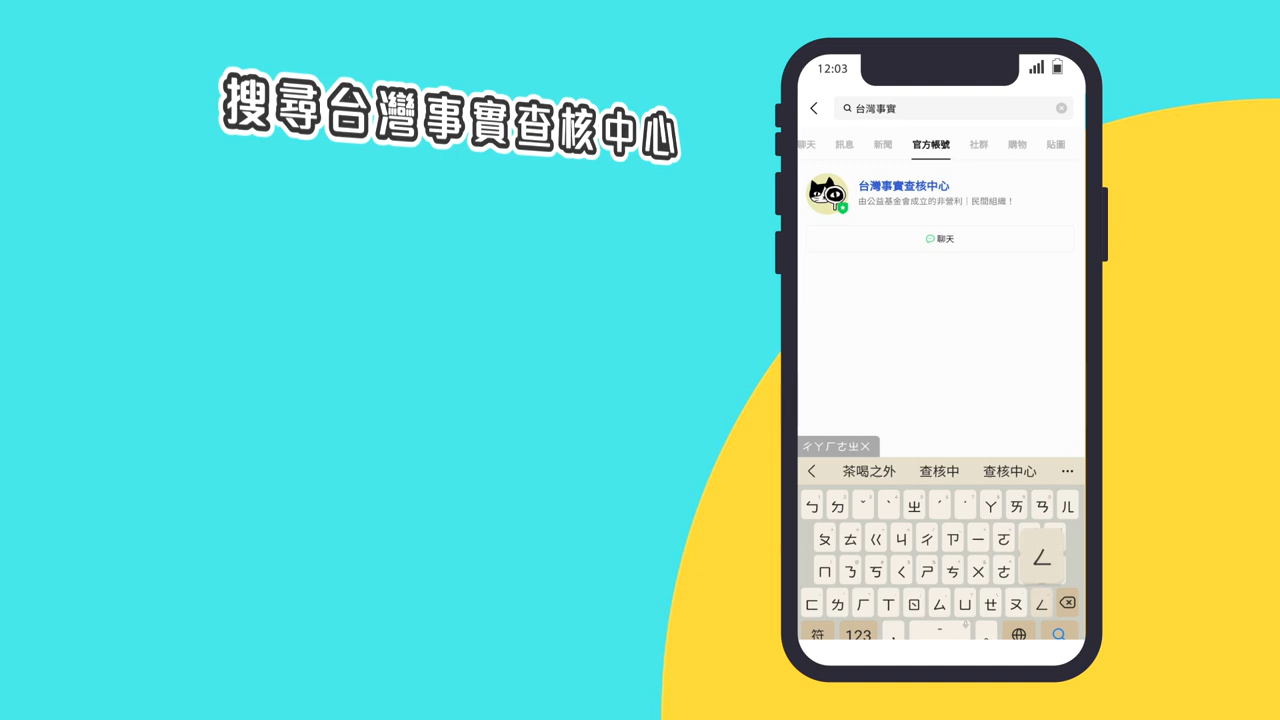 搜尋台灣事實查核中心
12:03
台灣事實
聊天 訊息 新聞 官方帳號 社群 購物 貼圖
台灣事實查核中心
由公益基金會成立的非營利｜民間組織！
聊天
ㄔㄚㄏㄜㄓㄨ
茶喝之外 查核中 查核中心 ···
ㄅ ㄉ ˇ ˋ ㄓ ˊ ˙ ㄚ ㄞ ㄢ ㄦ
ㄆ ㄊ ㄍ ㄐ ㄔ ㄗ ㄧ ㄛ
ㄇ ㄋ ㄎ ㄑ ㄕ ㄘ ㄨ ㄜ ㄥ
ㄈ ㄌ ㄏ ㄒ ㄖ ㄙ ㄩ ㄝ ㄡ ㄥ
符 123 , 。